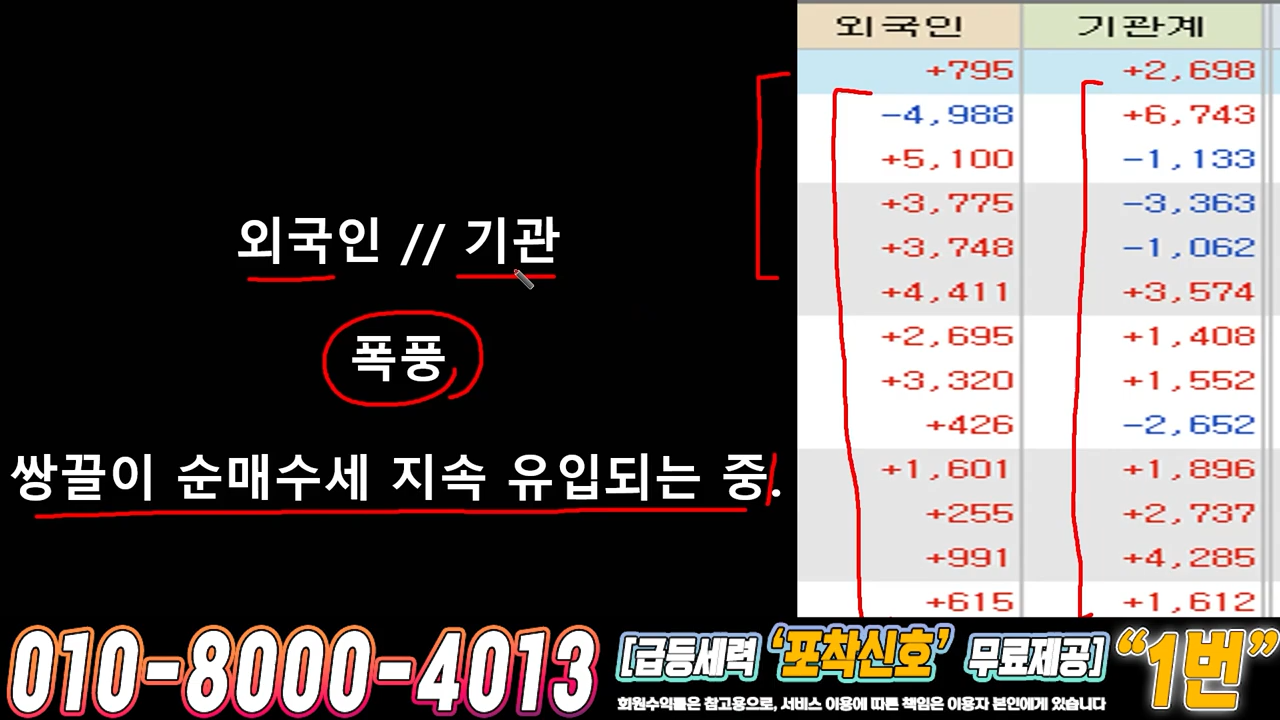 외국인 // 기관
폭풍
쌍끌이 순매수세 지속 유입되는 중.
외국인 기관계
+795 +2,698
-4,988 +6,743
+5,100 -1,133
+3,775 -3,363
+3,748 -1,062
+4,411 +3,574
+2,695 +1,408
+3,320 +1,552
+426 -2,652
+1,601 +1,896
+255 +2,737
+991 +4,285
+615 +1,612
010-8000-4013 [급등세력 '포착신호' 무료제공] "1번"
회원수익률은 참고용으로, 서비스 이용에 따른 책임은 이용자 본인에게 있습니다